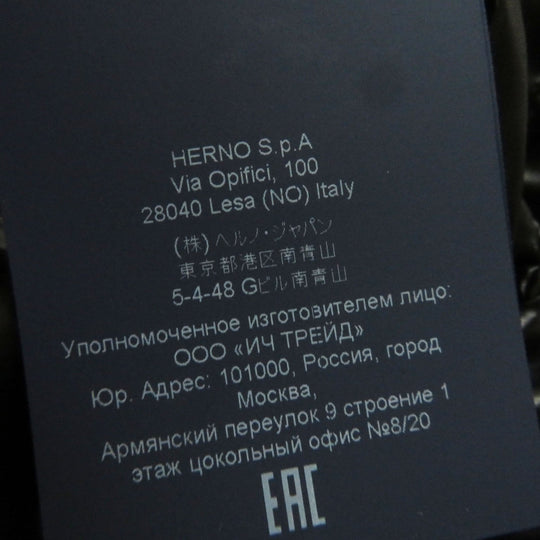 HERNO S.p.A
Via Opifici, 100
28040 Lesa (NO) Italy
(株)ヘルノ・ジャパン
東京都港区南青山
5-4-48 Gビル南青山
Уполномоченное изготовителем лицо:
ООО «ИЧ ТРЕЙД»
Юр. Адрес: 101000, Россия, город
Москва,
Армянский переулок 9 строение 1
этаж цокольный офис №8/20
EAC